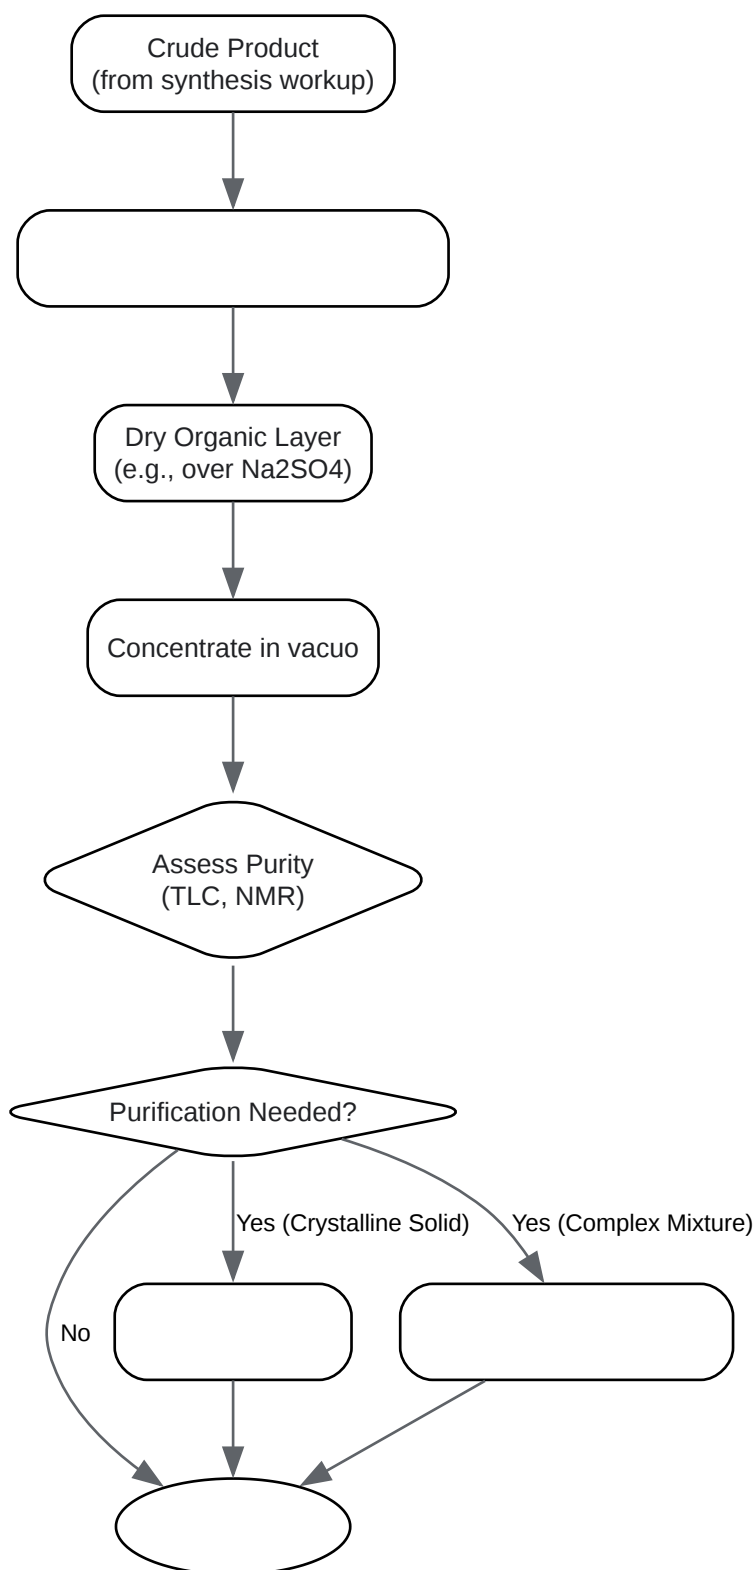 Crude Product
(from synthesis workup)
Dry Organic Layer
(e.g., over Na2SO4)
Concentrate in vacuo
Assess Purity
(TLC, NMR)
Purification Needed?
Yes (Crystalline Solid)
Yes (Complex Mixture)
No